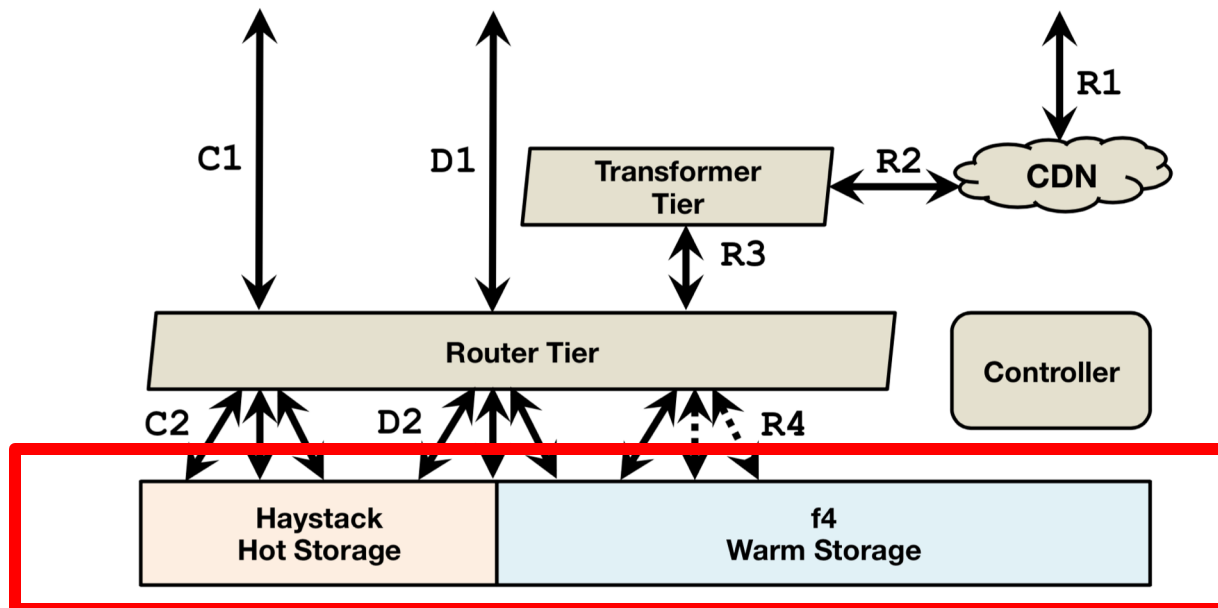 R1
C1
D1
Transformer
Tier
R2
CDN
R3
Router Tier
Controller
C2
D2
R4
Haystack
Hot Storage
f4
Warm Storage